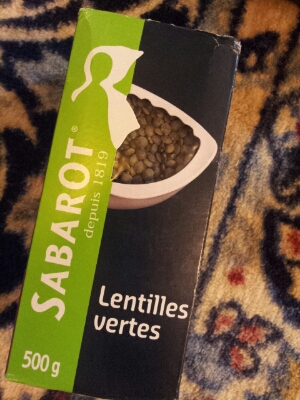 SABAROT®
depuis 1819
Lentilles
vertes
500 g